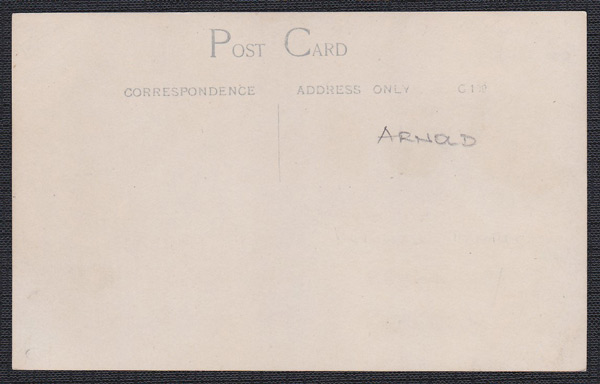 POST CARD
CORRESPONDENCE ADDRESS ONLY
ARNOLD